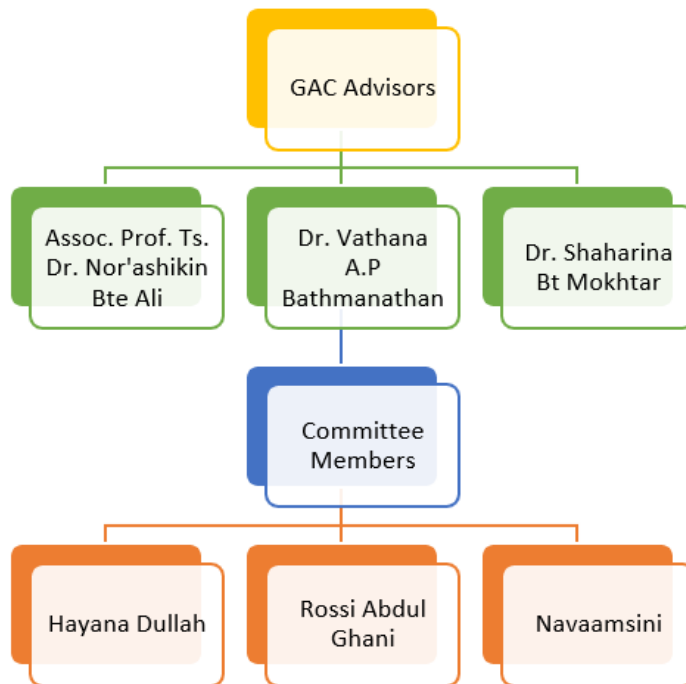 GAC Advisors
Assoc. Prof. Ts.
Dr. Nor'ashikin
Bte Ali
Dr. Vathana
A.P
Bathmanathan
Dr. Shaharina
Bt Mokhtar
Committee
Members
Hayana Dullah
Rossi Abdul
Ghani
Navaamsini